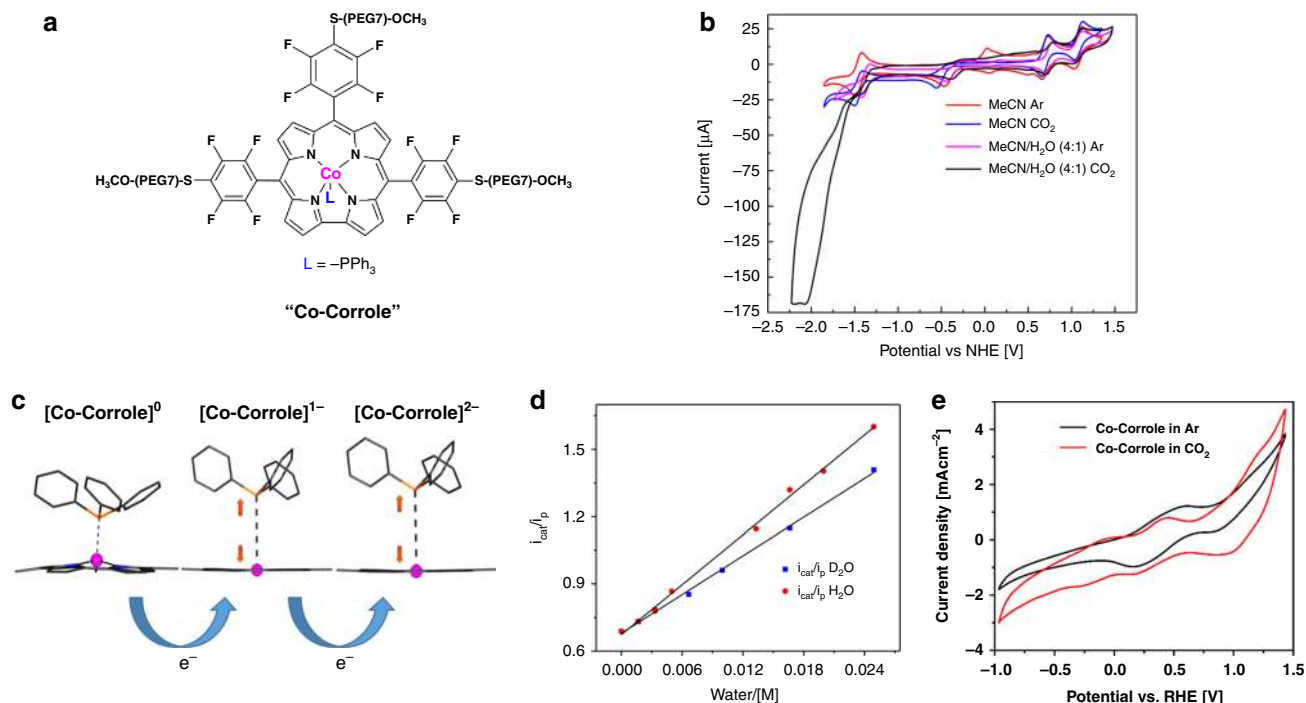 a
S-(PEG7)-OCH₃
F F
F F
F F
N N
F F
H₃CO-(PEG7)-S
Co
S-(PEG7)-OCH₃
L
N N
F F
F F
L = –PPh₃
“Co-Corrole”
b
25
0
–25
–50
–75
–100
–125
–150
–175
Current [µA]
MeCN Ar
MeCN CO₂
MeCN/H₂O (4:1) Ar
MeCN/H₂O (4:1) CO₂
–2.5 –2.0 –1.5 –1.0 –0.5 0.0 0.5 1.0 1.5
Potential vs NHE [V]
c
[Co-Corrole]⁰ [Co-Corrole]¹⁻ [Co-Corrole]²⁻
e⁻ e⁻
d
1.5
1.2
0.9
0.6
i_cat/i_p
i_cat/i_p D₂O
i_cat/i_p H₂O
0.000 0.006 0.012 0.018 0.024
Water/[M]
e
4
2
0
–2
–4
Current density [mAcm⁻²]
Co-Corrole in Ar
Co-Corrole in CO₂
–1.0 –0.5 0.0 0.5 1.0 1.5
Potential vs. RHE [V]